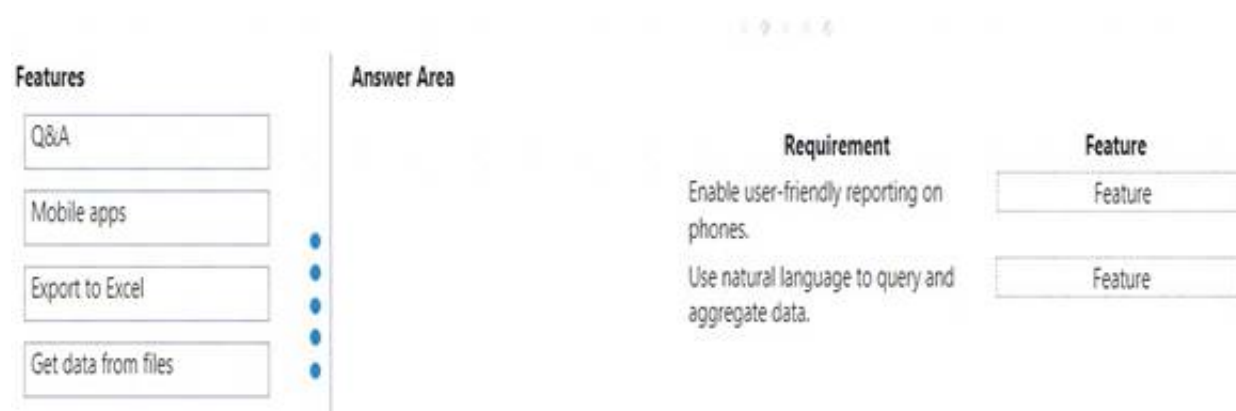 Features
Answer Area
Q&A
Mobile apps
Export to Excel
Get data from files
Requirement
Feature
Enable user-friendly reporting on
phones.
Feature
Use natural language to query and
aggregate data.
Feature